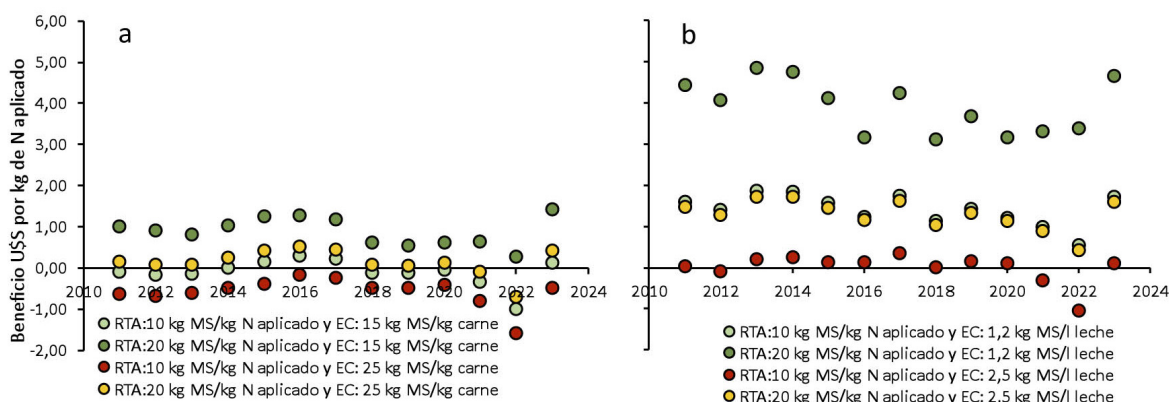 Beneficio U$S por kg de N aplicado
6,00
5,00
4,00
3,00
2,00
1,00
0,00
-1,00
-2,00
a
2010 2012 2014 2016 2018 2020 2022 2024
RTA:10 kg MS/kg N aplicado y EC: 15 kg MS/kg carne
RTA:20 kg MS/kg N aplicado y EC: 15 kg MS/kg carne
RTA:10 kg MS/kg N aplicado y EC: 25 kg MS/kg carne
RTA:20 kg MS/kg N aplicado y EC: 25 kg MS/kg carne
b
2010 2012 2014 2016 2018 2020 2022 2024
RTA:10 kg MS/kg N aplicado y EC: 1,2 kg MS/l leche
RTA:20 kg MS/kg N aplicado y EC: 1,2 kg MS/l leche
RTA:10 kg MS/kg N aplicado y EC: 2,5 kg MS/l leche
RTA:20 kg MS/kg N aplicado y EC: 2,5 kg MS/l leche